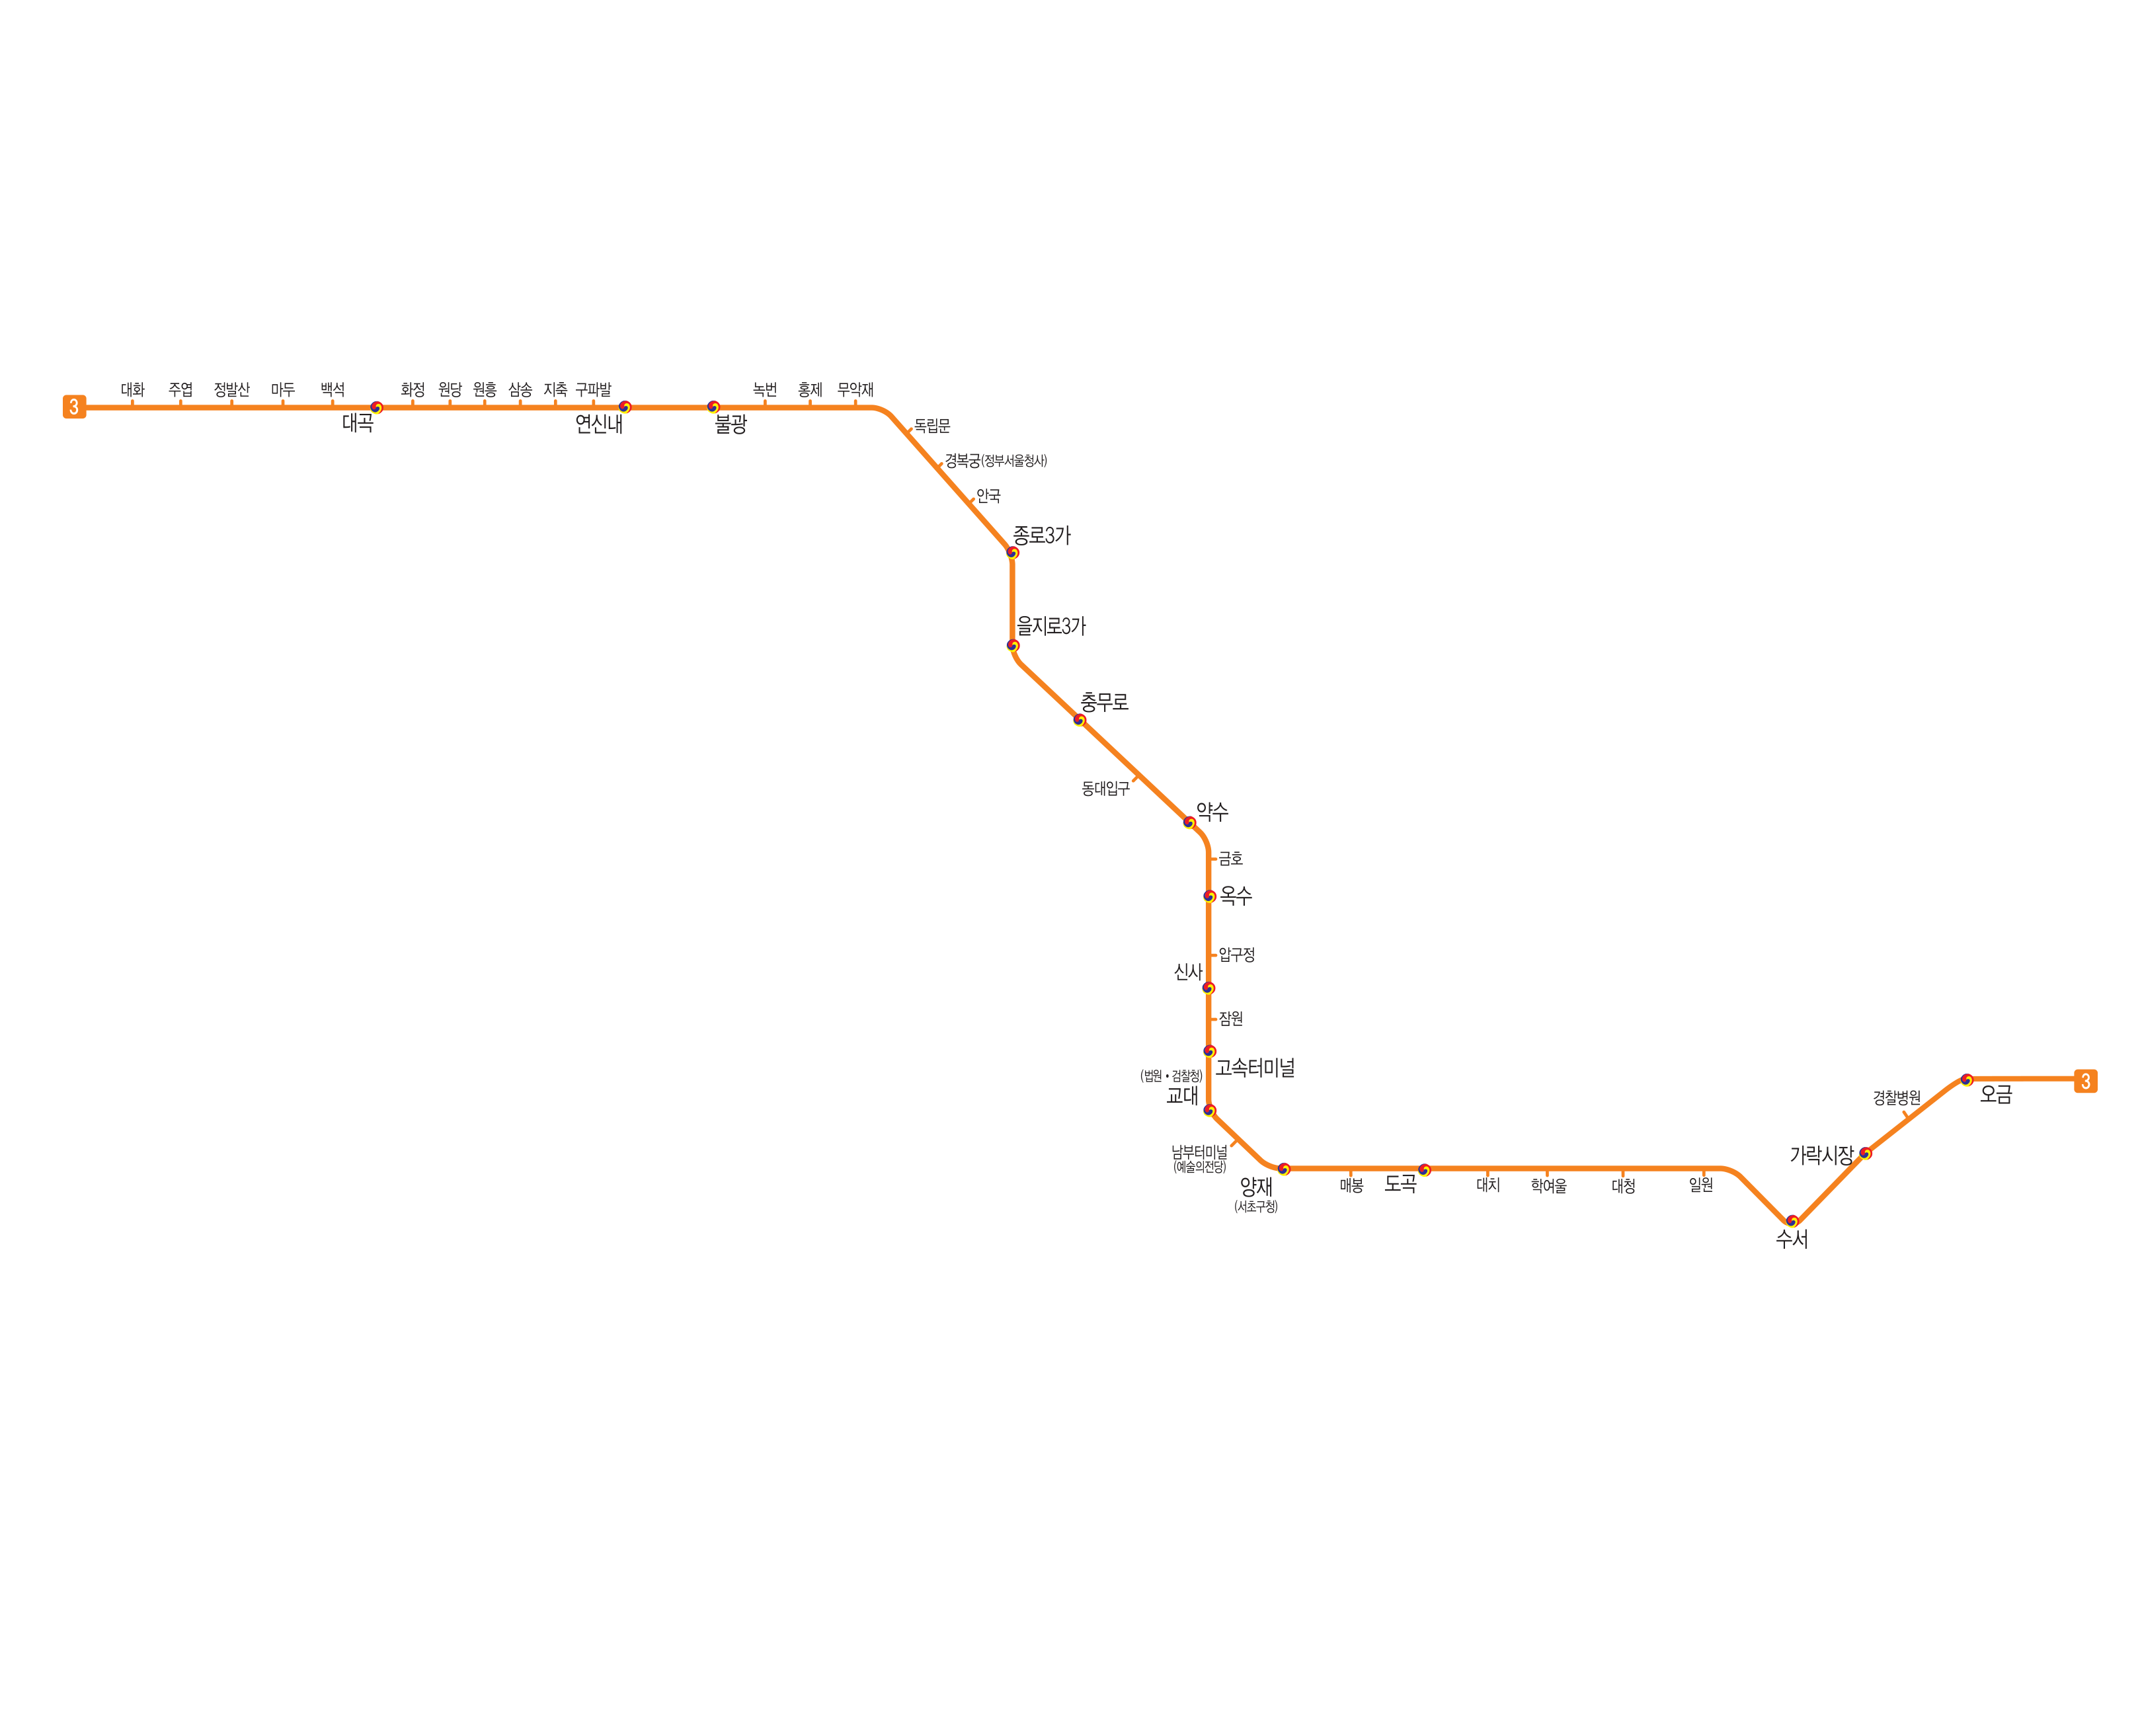 3
대화
주엽
정발산
마두
백석
대곡
화정
원당
원흥
삼송
지축
구파발
연신내
불광
녹번
홍제
무악재
독립문
경복궁(정부서울청사)
안국
종로3가
을지로3가
충무로
동대입구
약수
금호
옥수
압구정
신사
잠원
고속터미널
(법원 • 검찰청)
교대
남부터미널
(예술의전당)
양재
(서초구청)
매봉
도곡
대치
학여울
대청
일원
수서
가락시장
경찰병원
오금
3